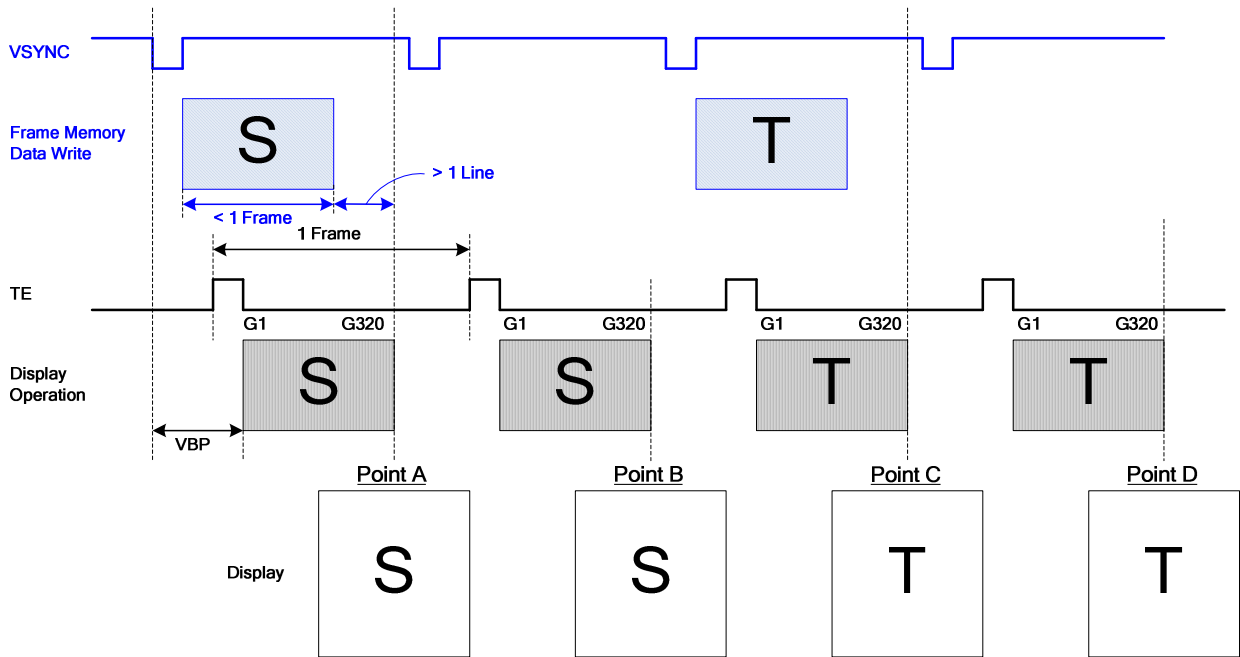 VSYNC
Frame Memory
Data Write
S
T
> 1 Line
< 1 Frame
1 Frame
TE
G1 G320 G1 G320 G1 G320 G1 G320
Display
Operation
S S T T
VBP
Point A Point B Point C Point D
Display
S S T T